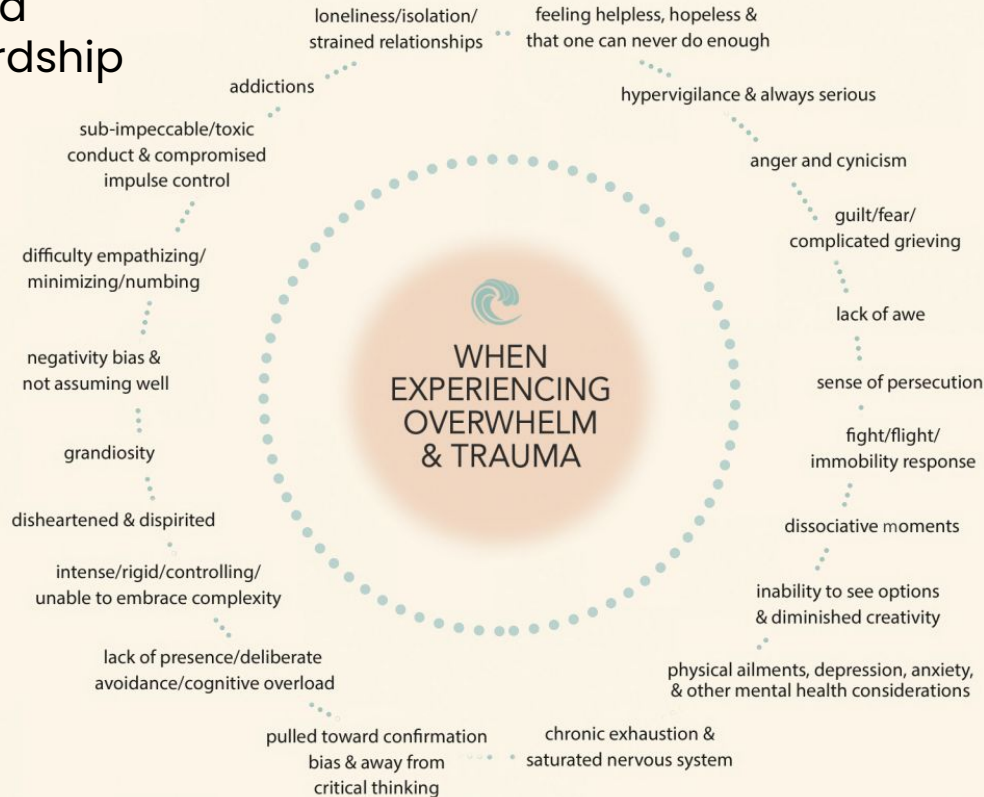 loneliness/isolation/
strained relationships
feeling helpless, hopeless &
that one can never do enough
hypervigilance & always serious
anger and cynicism
guilt/fear/
complicated grieving
lack of awe
sense of persecution
fight/flight/
immobility response
dissociative moments
inability to see options
& diminished creativity
physical ailments, depression, anxiety,
& other mental health considerations
chronic exhaustion &
saturated nervous system
pulled toward confirmation
bias & away from
critical thinking
lack of presence/deliberate
avoidance/cognitive overload
intense/rigid/controlling/
unable to embrace complexity
disheartened & dispirited
grandiosity
negativity bias &
not assuming well
difficulty empathizing/
minimizing/numbing
sub-impeccable/toxic
conduct & compromised
impulse control
addictions
WHEN
EXPERIENCING
OVERWHELM
& TRAUMA